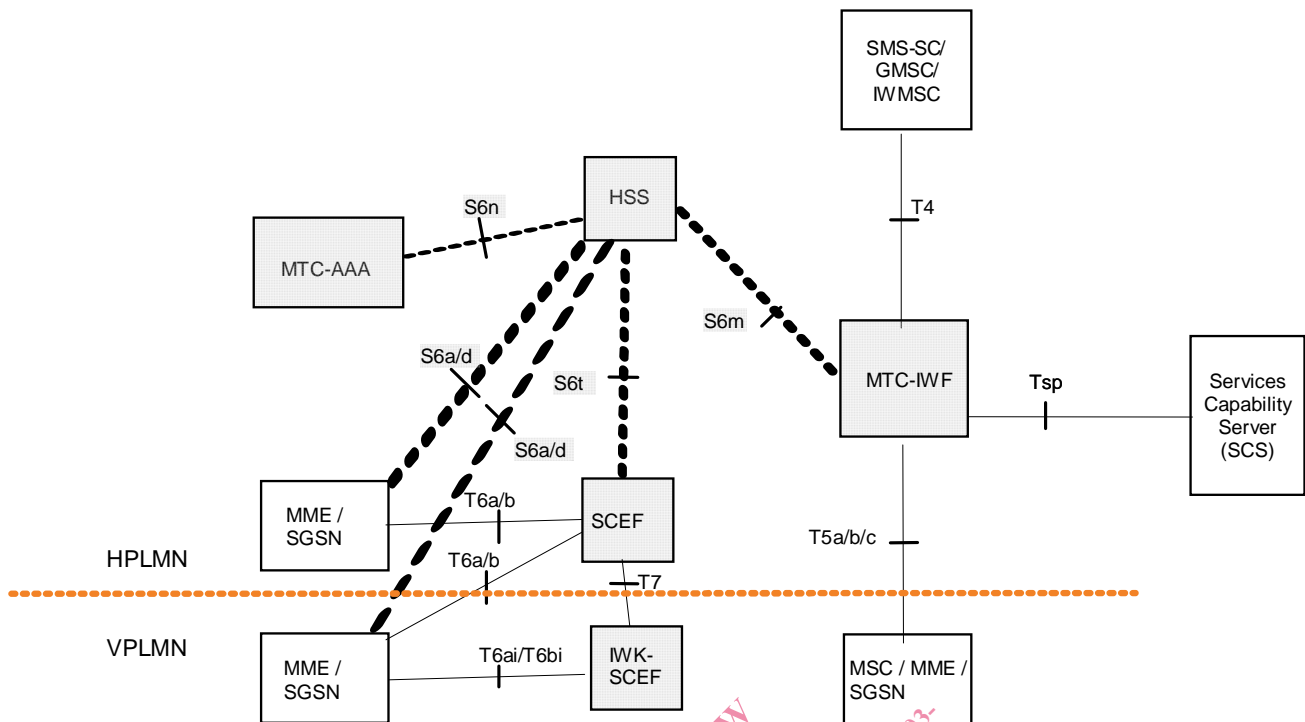 SMS-SC/
GMSC/
IWMSC
HSS
S6n
T4
MTC-AAA
S6m
S6a/d
S6t
MTC-IWF
Tsp
Services
Capability
Server
(SCS)
S6a/d
MME /
SGSN
T6a/b
SCEF
T5a/b/c
HPLMN
T6a/b
T7
VPLMN
MME /
SGSN
T6ai/T6bi
IWK-
SCEF
MSC / MME /
SGSN